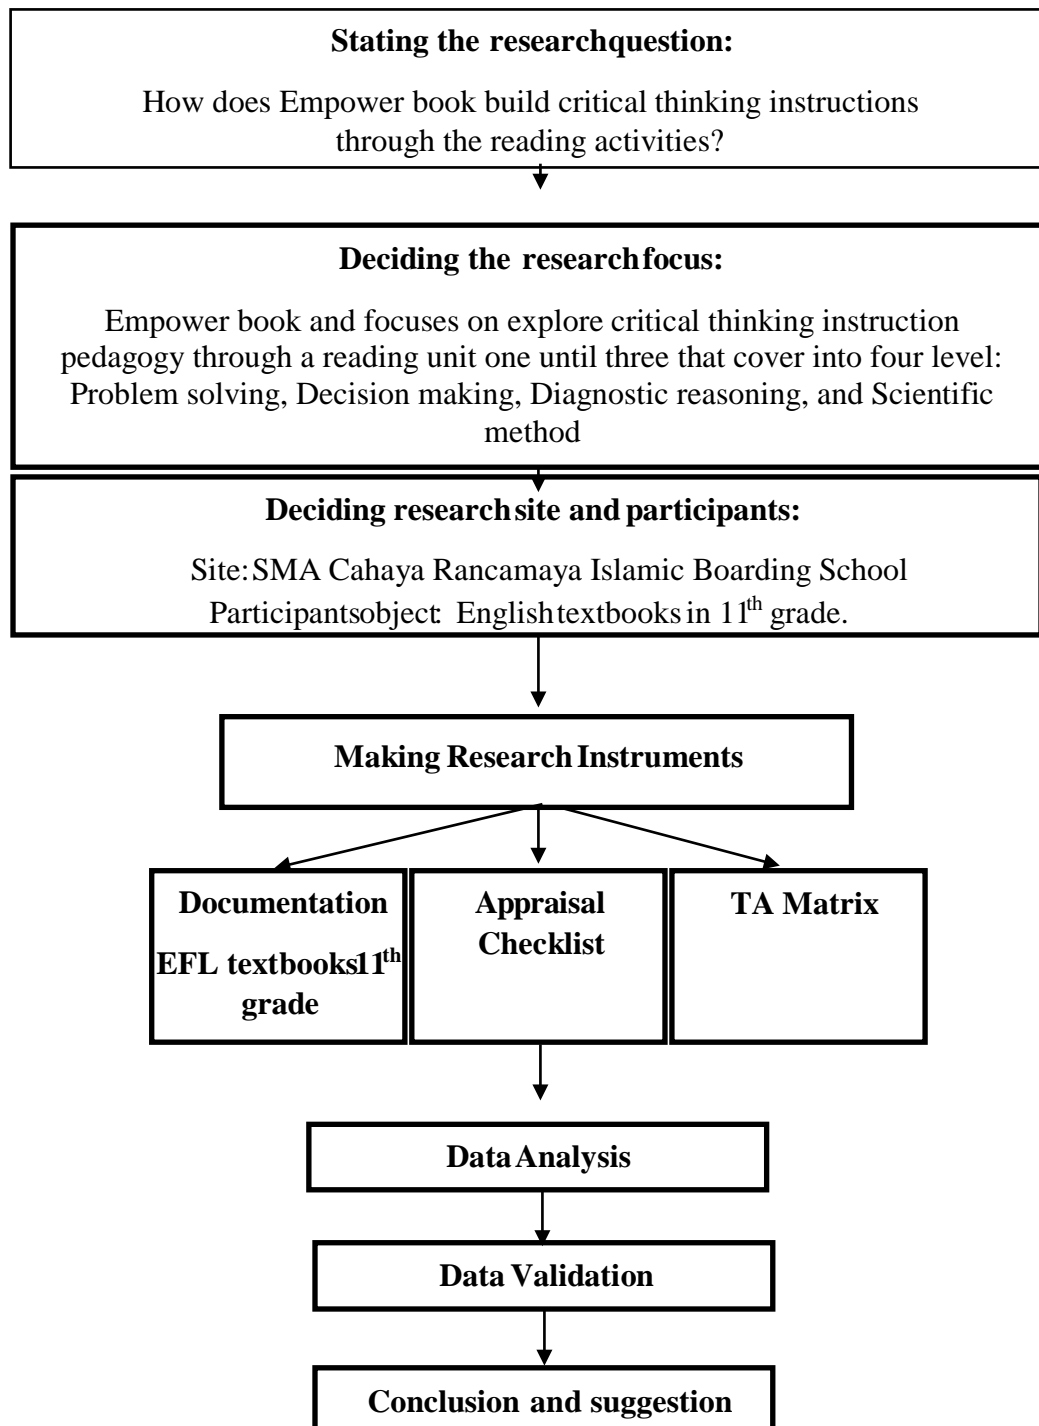 Stating the researchquestion:
How does Empower book build critical thinking instructions
through the reading activities?
Deciding the researchfocus:
Empower book and focuses on explore critical thinking instruction
pedagogy through a reading unit one until three that cover into four level:
Problem solving, Decision making, Diagnostic reasoning, and Scientific
method
Deciding researchsite and participants:
Site:SMA Cahaya Rancamaya Islamic Boarding School
Participantsobject: Englishtextbooks in 11th grade.
Making Research Instruments
Documentation
EFL textbooks11th
grade
Appraisal
Checklist
TA Matrix
Data Analysis
Data Validation
Conclusion and suggestion